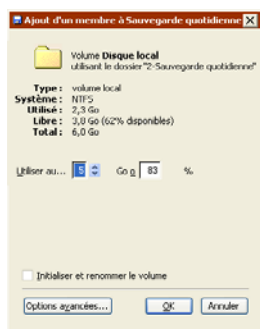 Ajout d'un membre à Sauvegarde quotidienne
Volume Disque local
utilisant le dossier "2-Sauvegarde quotidienne"
Type : volume local
Système : NTFS
Utilisé : 2,3 Go
Libre : 3,8 Go (62% disponibles)
Total : 6,0 Go
Utiliser au... 5 Go o 83 %
Initialiser et renommer le volume
Options avancées... OK Annuler